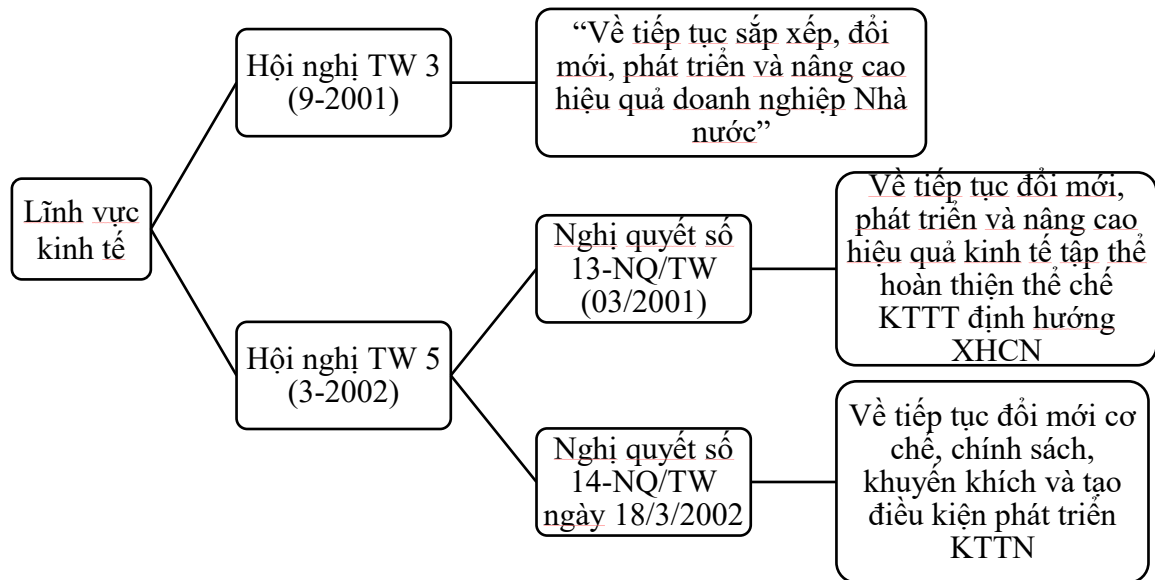 Lĩnh vực
kinh tế
Hội nghị TW 3
(9-2001)
“Về tiếp tục sắp xếp, đổi
mới, phát triển và nâng cao
hiệu quả doanh nghiệp Nhà
nước”
Hội nghị TW 5
(3-2002)
Nghị quyết số
13-NQ/TW
(03/2001)
Về tiếp tục đổi mới,
phát triển và nâng cao
hiệu quả kinh tế tập thể
hoàn thiện thể chế
KTTT định hướng
XHCN
Nghị quyết số
14-NQ/TW
ngày 18/3/2002
Về tiếp tục đổi mới cơ
chế, chính sách,
khuyến khích và tạo
điều kiện phát triển
KTTN